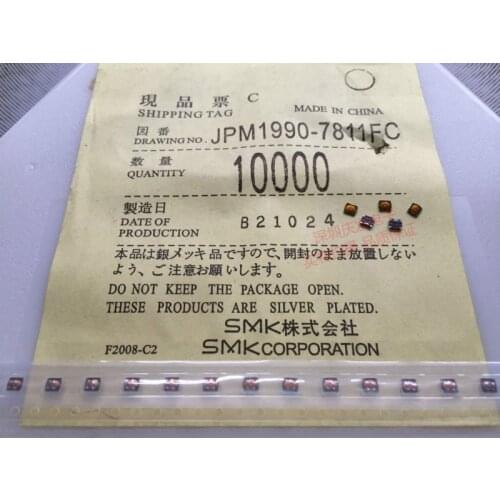 現品票 C
SHIPPING TAG
MADE IN CHINA
図番
DRAWING NO. JPM1990-7811FC
数量
QUANTITY 10000
製造日
DATE OF PRODUCTION B21024
本品は銀メッキ品ですので、開封のまま放置しない
よう、ご注意お願いします。
DO NOT KEEP THE PACKAGE OPEN.
THESE PRODUCTS ARE SILVER PLATED.
SMK株式会社
F2008-C2 SMK CORPORATION